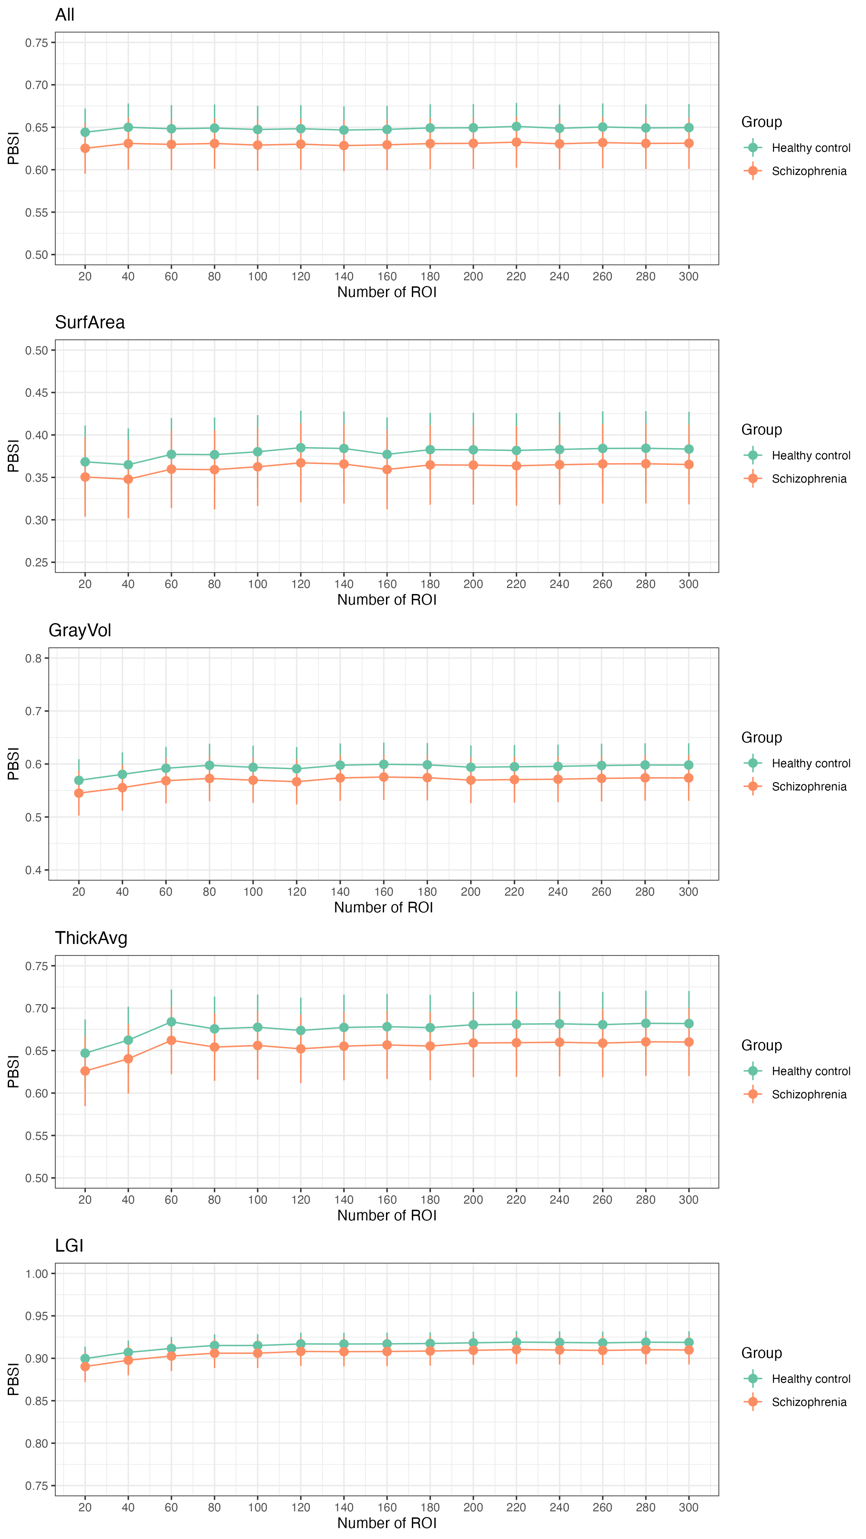 All
0.75
0.70
0.65
0.60
0.55
0.50
PBSI
20 40 60 80 100 120 140 160 180 200 220 240 260 280 300
Number of ROI
Group
Healthy control
Schizophrenia
SurfArea
0.50
0.45
0.40
0.35
0.30
0.25
PBSI
20 40 60 80 100 120 140 160 180 200 220 240 260 280 300
Number of ROI
Group
Healthy control
Schizophrenia
GrayVol
0.8
0.7
0.6
0.5
0.4
PBSI
20 40 60 80 100 120 140 160 180 200 220 240 260 280 300
Number of ROI
Group
Healthy control
Schizophrenia
ThickAvg
0.75
0.70
0.65
0.60
0.55
0.50
PBSI
20 40 60 80 100 120 140 160 180 200 220 240 260 280 300
Number of ROI
Group
Healthy control
Schizophrenia
LGI
1.00
0.95
0.90
0.85
0.80
0.75
PBSI
20 40 60 80 100 120 140 160 180 200 220 240 260 280 300
Number of ROI
Group
Healthy control
Schizophrenia